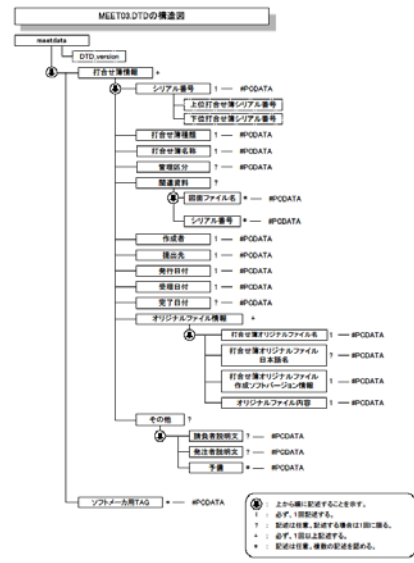 MEET03.DTDの構造図
meetdata
DTD_version
打合せ簿情報 +
シリアル番号 1 — #PCDATA
上位打合せ簿シリアル番号
下位打合せ簿シリアル番号
打合せ簿種類 1 — #PCDATA
打合せ簿名称 1 — #PCDATA
管理区分 ? — #PCDATA
関連資料 ?
図面ファイル名 * — #PCDATA
シリアル番号 * — #PCDATA
作成者 1 — #PCDATA
提出先 1 — #PCDATA
発行日付 1 — #PCDATA
受理日付 1 — #PCDATA
完了日付 ? — #PCDATA
オリジナルファイル情報 +
打合せ簿オリジナルファイル名 1 — #PCDATA
打合せ簿オリジナルファイル
日本語名 ? — #PCDATA
打合せ簿オリジナルファイル
作成ソフトバージョン情報 1 — #PCDATA
オリジナルファイル内容 1 — #PCDATA
その他 ?
請負者説明文 ? — #PCDATA
発注者説明文 ? — #PCDATA
予備 * — #PCDATA
ソフトメーカ用TAG * — #PCDATA
: 上から順に記述することを示す。
1 : 必ず、1回記述する。
? : 記述は任意。記述する場合は1回に限る。
+ : 必ず、1回以上記述する。
* : 記述は任意。複数の記述を認める。